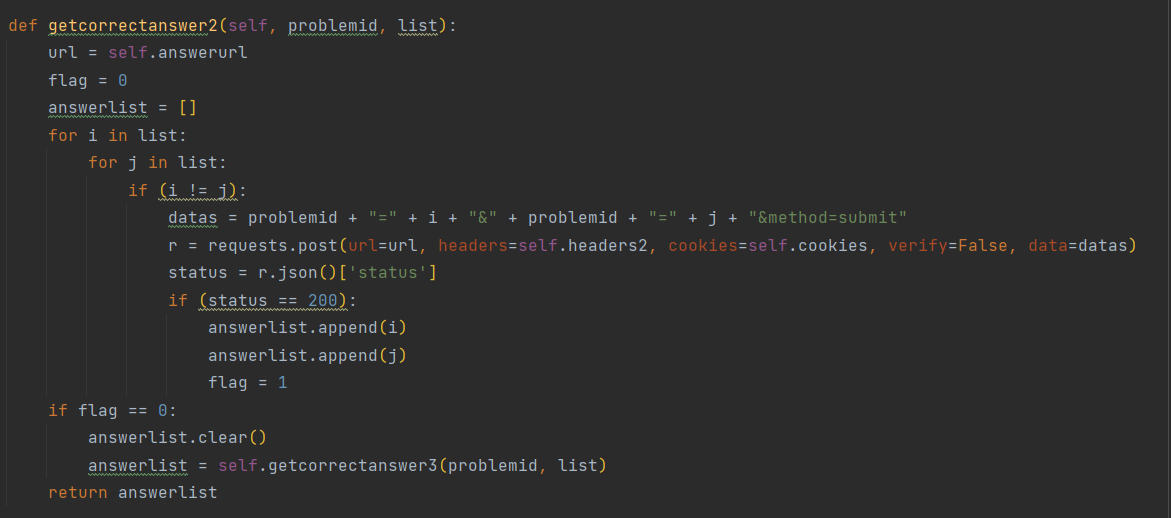 def getcorrectanswer2(self, problemid, list):
    url = self.answerurl
    flag = 0
    answerlist = []
    for i in list:
        for j in list:
            if (i != j):
                datas = problemid + "=" + i + "&" + problemid + "=" + j + "&method=submit"
                r = requests.post(url=url, headers=self.headers2, cookies=self.cookies, verify=False, data=datas)
                status = r.json()['status']
                if (status == 200):
                    answerlist.append(i)
                    answerlist.append(j)
                    flag = 1
    if flag == 0:
        answerlist.clear()
        answerlist = self.getcorrectanswer3(problemid, list)
    return answerlist